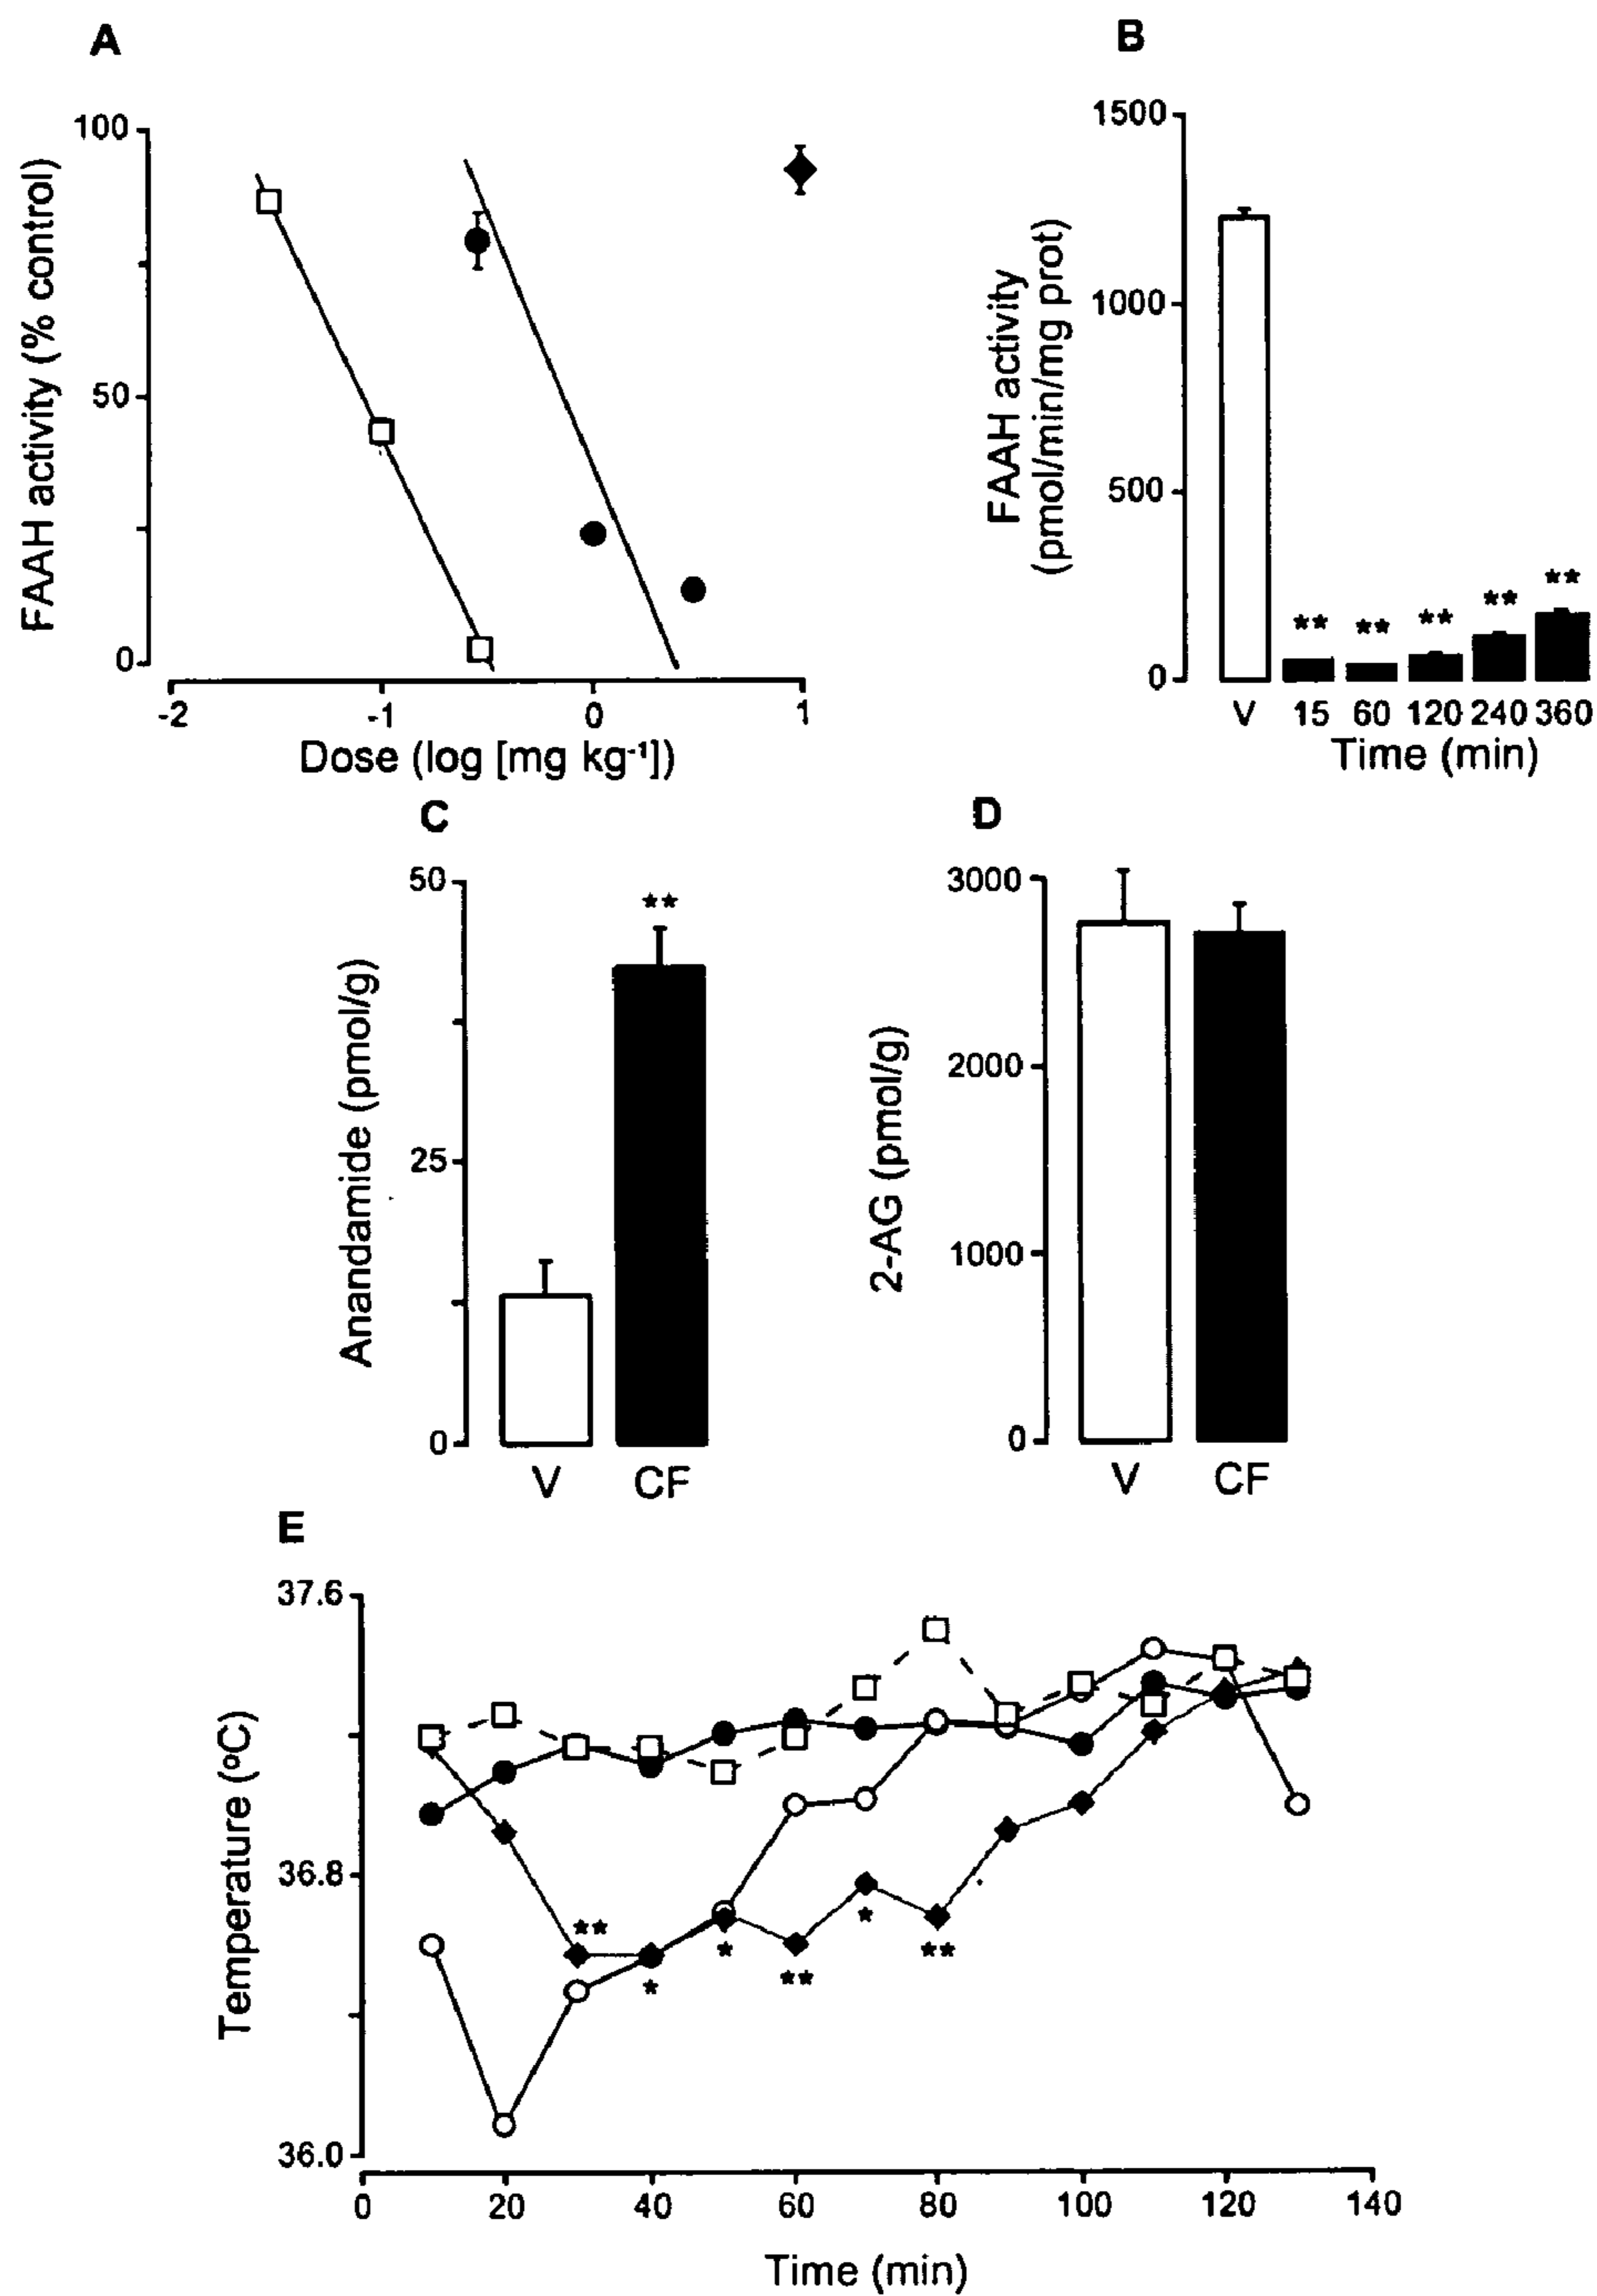 A
FAAH activity (% control)
100
50
0
-2 -1 0 1
Dose (log [mg kg⁻¹])
B
FAAH activity
(pmol/min/mg prot)
1500
1000
500
0
** ** ** ** **
V 15 60 120 240 360
Time (min)
C
Anandamide (pmol/g)
50
25
0
**
V CF
D
2-AG (pmol/g)
3000
2000
1000
0
V CF
E
Temperature (ºC)
37.6
36.8
36.0
** * * ** * **
0 20 40 60 80 100 120 140
Time (min)